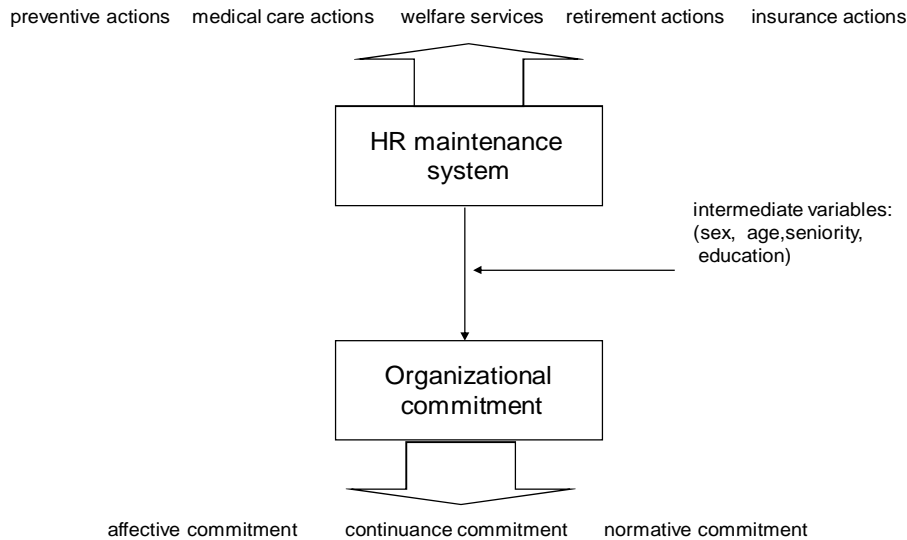 preventive actions medical care actions welfare services retirement actions insurance actions
HR maintenance
system
intermediate variables:
(sex, age,seniority,
education)
Organizational
commitment
affective commitment continuance commitment normative commitment